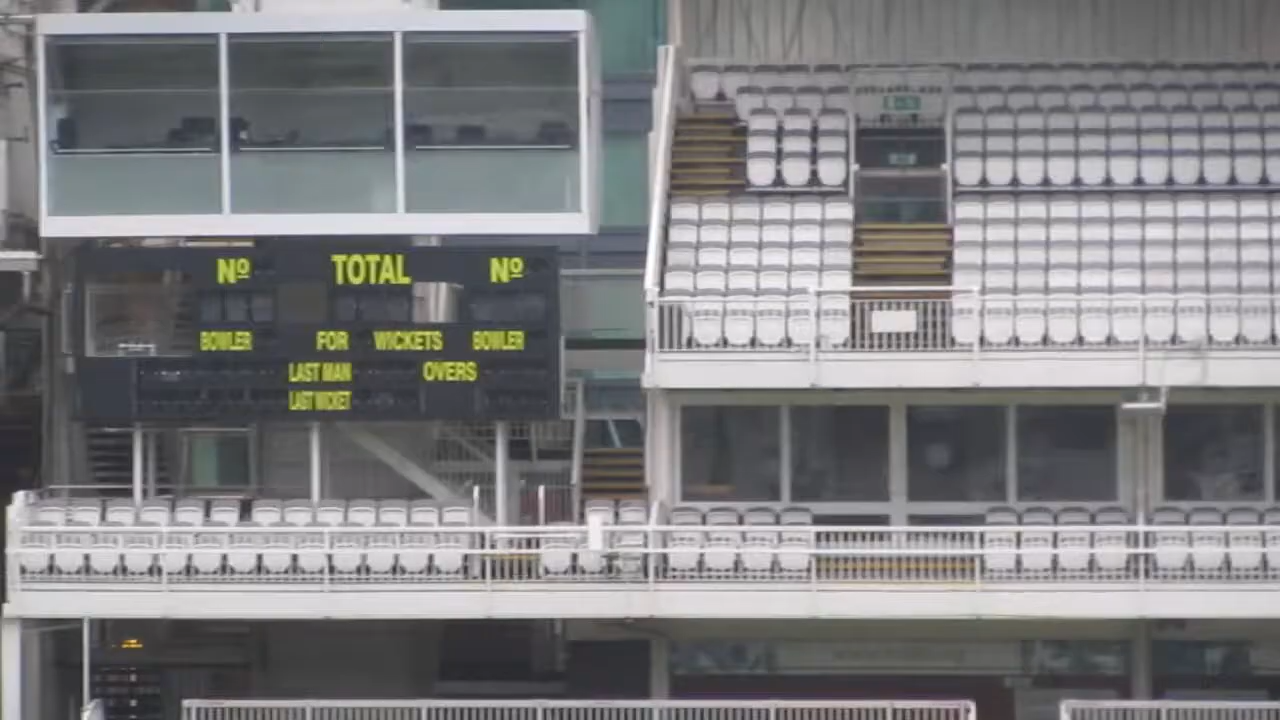 Nº TOTAL Nº
BOWLER FOR WICKETS BOWLER
LAST MAN OVERS
LAST WICKET